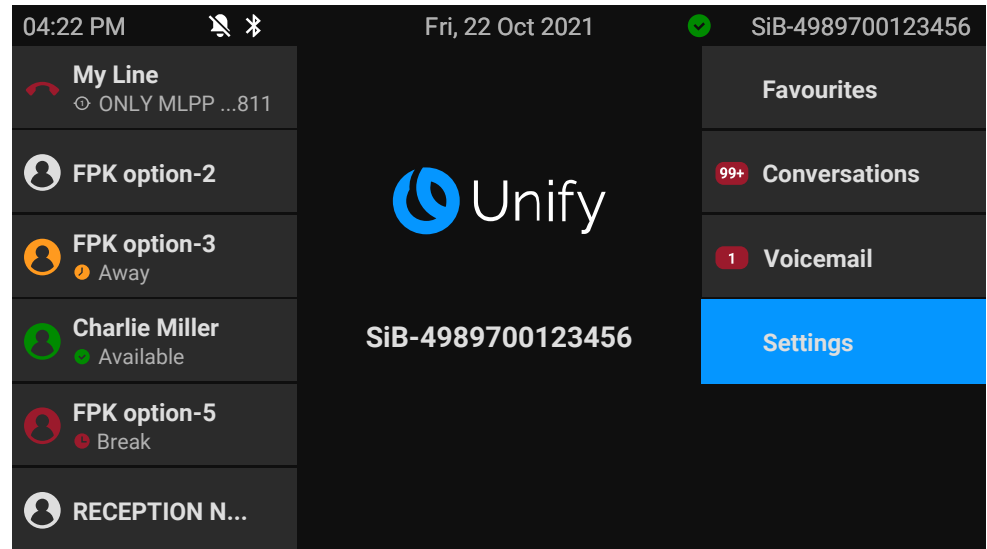 04:22 PM
Fri, 22 Oct 2021
SiB-4989700123456
My Line
ONLY MLPP ...811
FPK option-2
FPK option-3
Away
Charlie Miller
Available
FPK option-5
Break
RECEPTION N...
Unify
SiB-4989700123456
Favourites
99+ Conversations
1 Voicemail
Settings